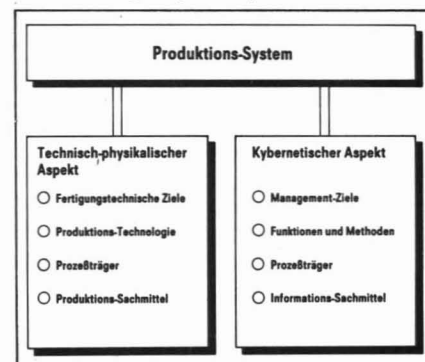 Produktions-System
Technisch-physikalischer
Aspekt
Fertigungstechnische Ziele
Produktions-Technologie
Prozeßträger
Produktions-Sachmittel
Kybernetischer Aspekt
Management-Ziele
Funktionen und Methoden
Prozeßträger
Informations-Sachmittel